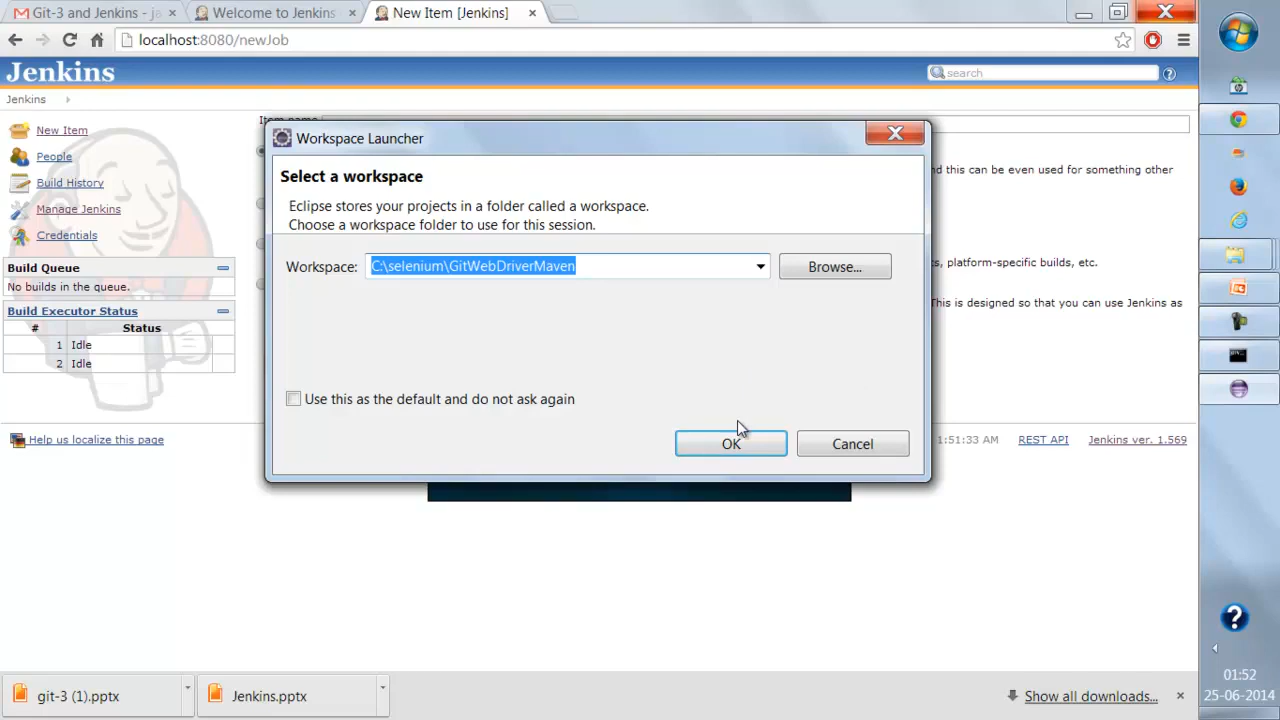 Git-3 and Jenkins - ja
Welcome to Jenkins
New Item [Jenkins]
localhost:8080/newJob
Jenkins
search
Jenkins
New Item
People
Build History
Manage Jenkins
Credentials
Build Queue
No builds in the queue.
Build Executor Status
# Status
1 Idle
2 Idle
Help us localize this page
Item name
nd this can be even used for something other
s, platform-specific builds, etc.
This is designed so that you can use Jenkins as
1:51:33 AM REST API Jenkins ver. 1.569
Workspace Launcher
Select a workspace
Eclipse stores your projects in a folder called a workspace.
Choose a workspace folder to use for this session.
Workspace: C:\selenium\GitWebDriverMaven Browse...
Use this as the default and do not ask again
OK Cancel
git-3 (1).pptx
Jenkins.pptx
Show all downloads...
01:52
25-06-2014